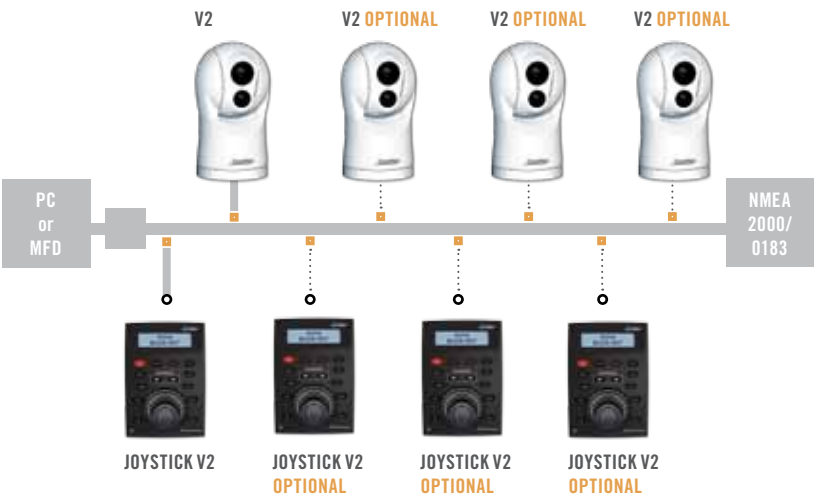 V2
V2 OPTIONAL
V2 OPTIONAL
V2 OPTIONAL
PC
or
MFD
NMEA
2000/
0183
JOYSTICK V2
JOYSTICK V2
OPTIONAL
JOYSTICK V2
OPTIONAL
JOYSTICK V2
OPTIONAL